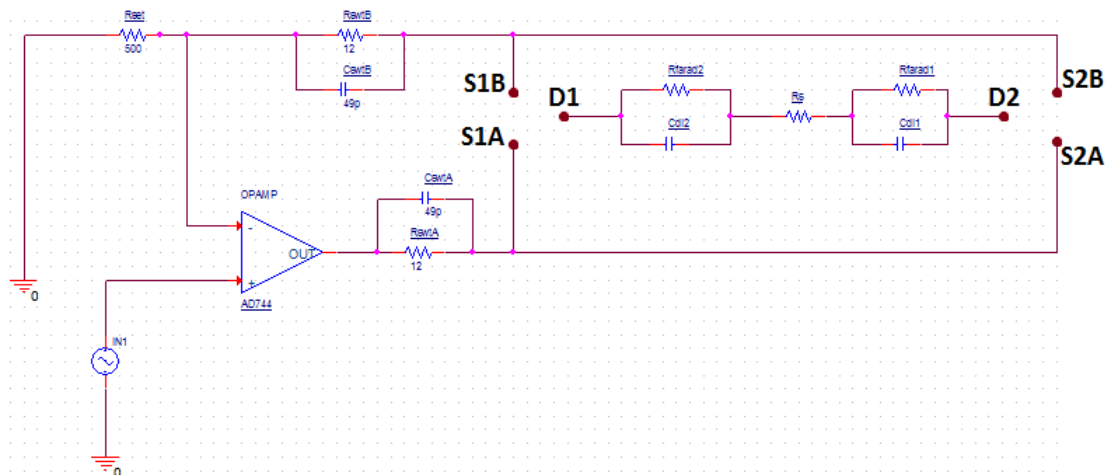 Rset
500
RswtB
12
CswtB
49p
S1B
D1
S1A
Rfarad2
Cdl2
Rs
Rfarad1
Cdl1
D2
S2B
S2A
OPAMP
-
+
OUT
AD744
CswtA
49p
RswtA
12
0
IN1
0